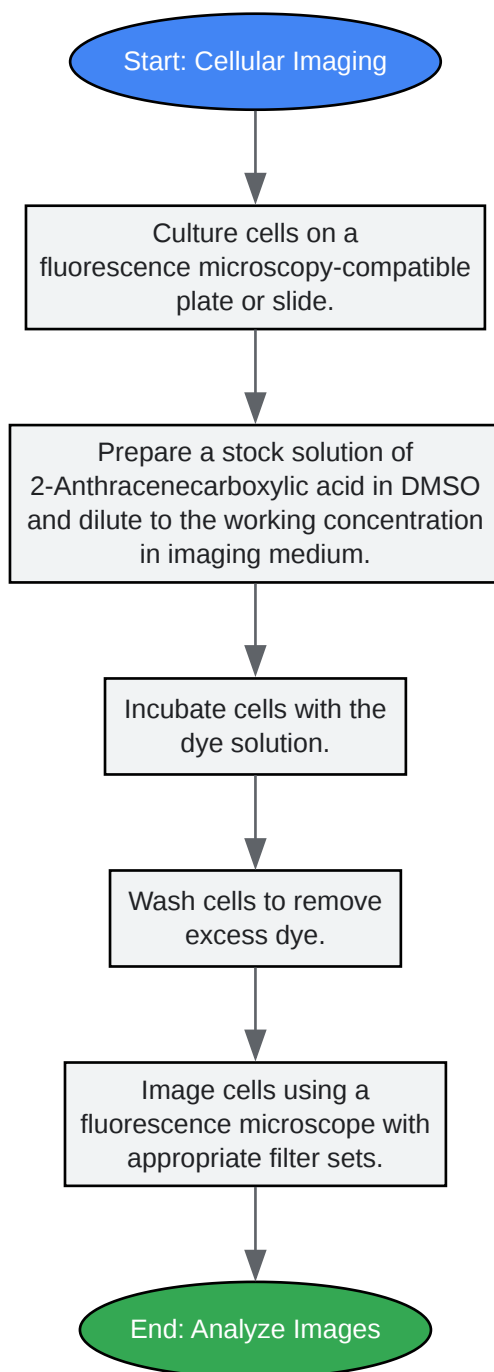 Start: Cellular Imaging
Culture cells on a
fluorescence microscopy-compatible
plate or slide.
Prepare a stock solution of
2-Anthracenecarboxylic acid in DMSO
and dilute to the working concentration
in imaging medium.
Incubate cells with the
dye solution.
Wash cells to remove
excess dye.
Image cells using a
fluorescence microscope with
appropriate filter sets.
End: Analyze Images